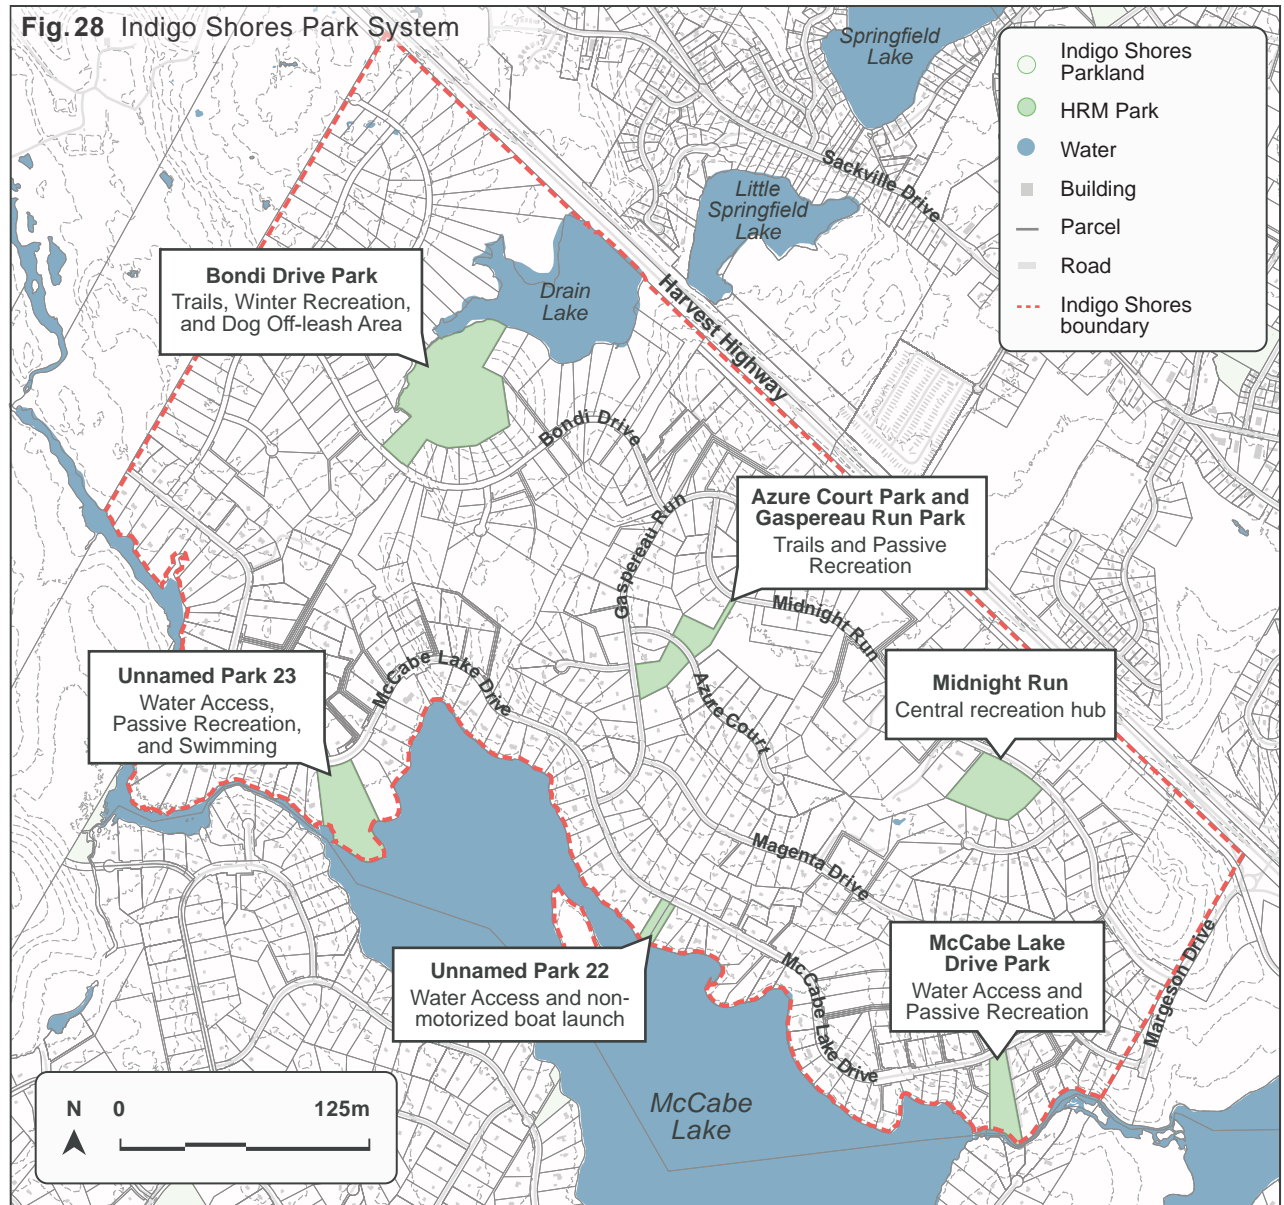 Fig. 28 Indigo Shores Park System
Springfield
Lake
Indigo Shores
Parkland
HRM Park
Water
Building
Parcel
Road
Indigo Shores
boundary
Sackville Drive
Little
Springfield
Lake
Bondi Drive Park
Trails, Winter Recreation,
and Dog Off-leash Area
Drain
Lake
Harvest Highway
Bondi Drive
Azure Court Park and
Gaspereau Run Park
Trails and Passive
Recreation
Gaspereau Run
Midnight Run
Unnamed Park 23
Water Access,
Passive Recreation,
and Swimming
McCabe Lake Drive
Azure Court
Midnight Run
Central recreation hub
Magenta Drive
McCabe Lake
Drive Park
Water Access and
Passive Recreation
Unnamed Park 22
Water Access and non-
motorized boat launch
McCabe Lake Drive
Margeson Drive
McCabe
Lake
N 0 125m